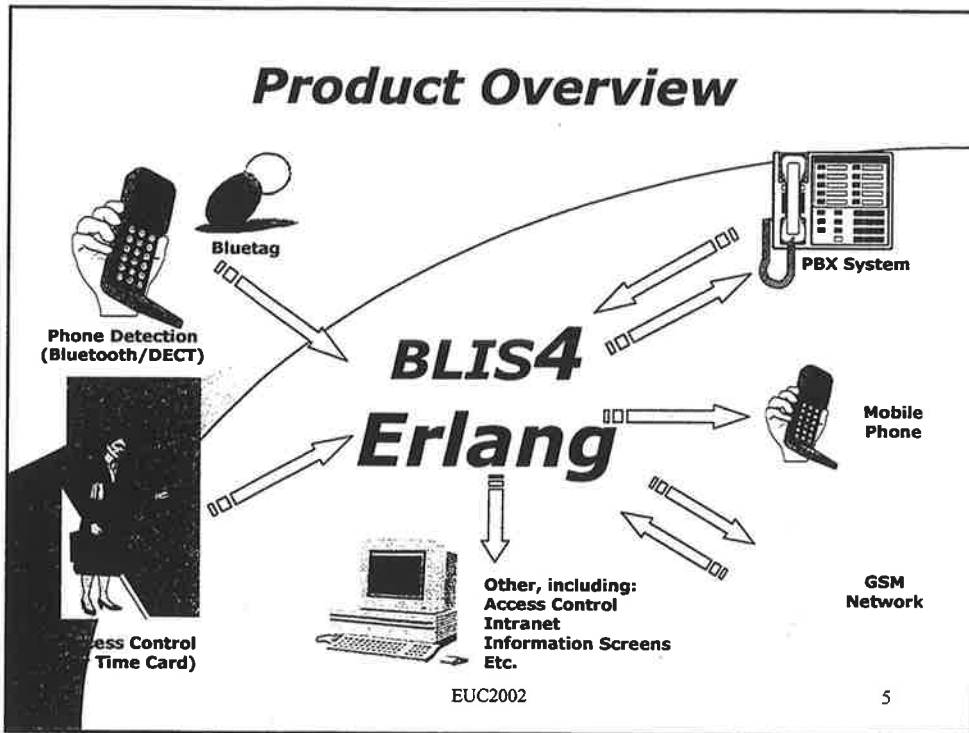 Product Overview
Bluetag
Phone Detection
(Bluetooth/DECT)
PBX System
BLIS4
Erlang
Mobile
Phone
ess Control
Time Card)
Other, including:
Access Control
Intranet
Information Screens
Etc.
GSM
Network
EUC2002
5